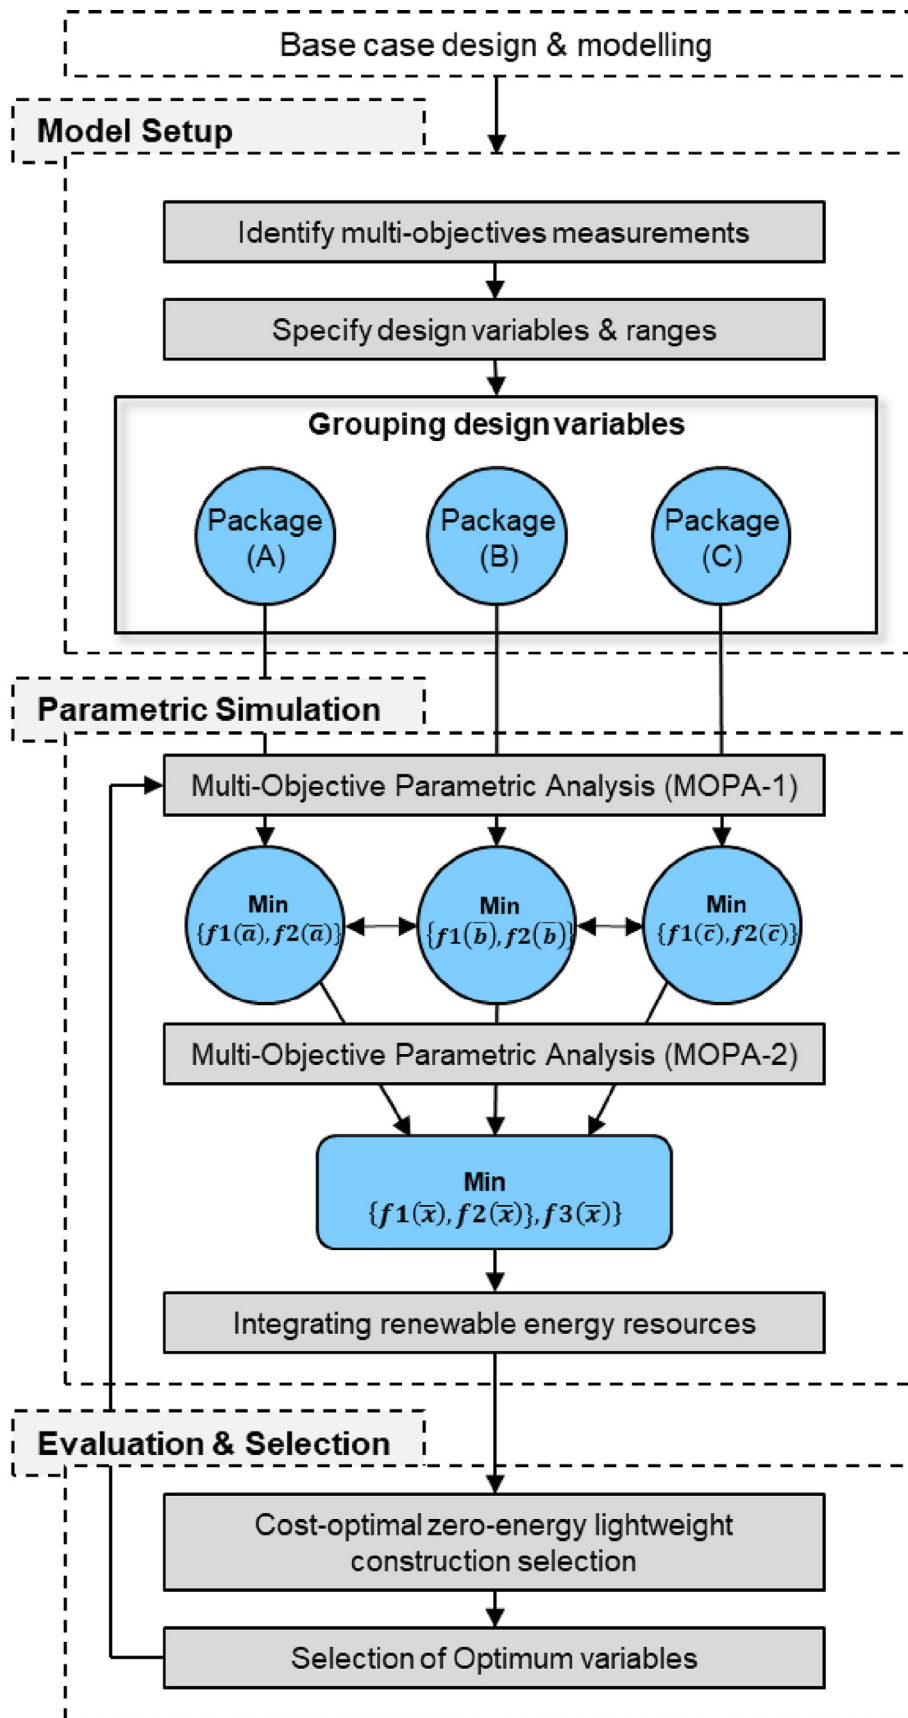 Base case design & modelling
Model Setup
Identify multi-objectives measurements
Specify design variables & ranges
Grouping design variables
Package
(A)
Package
(B)
Package
(C)
Parametric Simulation
Multi-Objective Parametric Analysis (MOPA-1)
Min
{f1(a̅),f2(a̅)}
Min
{f1(b̅),f2(b̅)}
Min
{f1(c̅),f2(c̅)}
Multi-Objective Parametric Analysis (MOPA-2)
Min
{f1(x̅),f2(x̅)},f3(x̅)}
Integrating renewable energy resources
Evaluation & Selection
Cost-optimal zero-energy lightweight
construction selection
Selection of Optimum variables